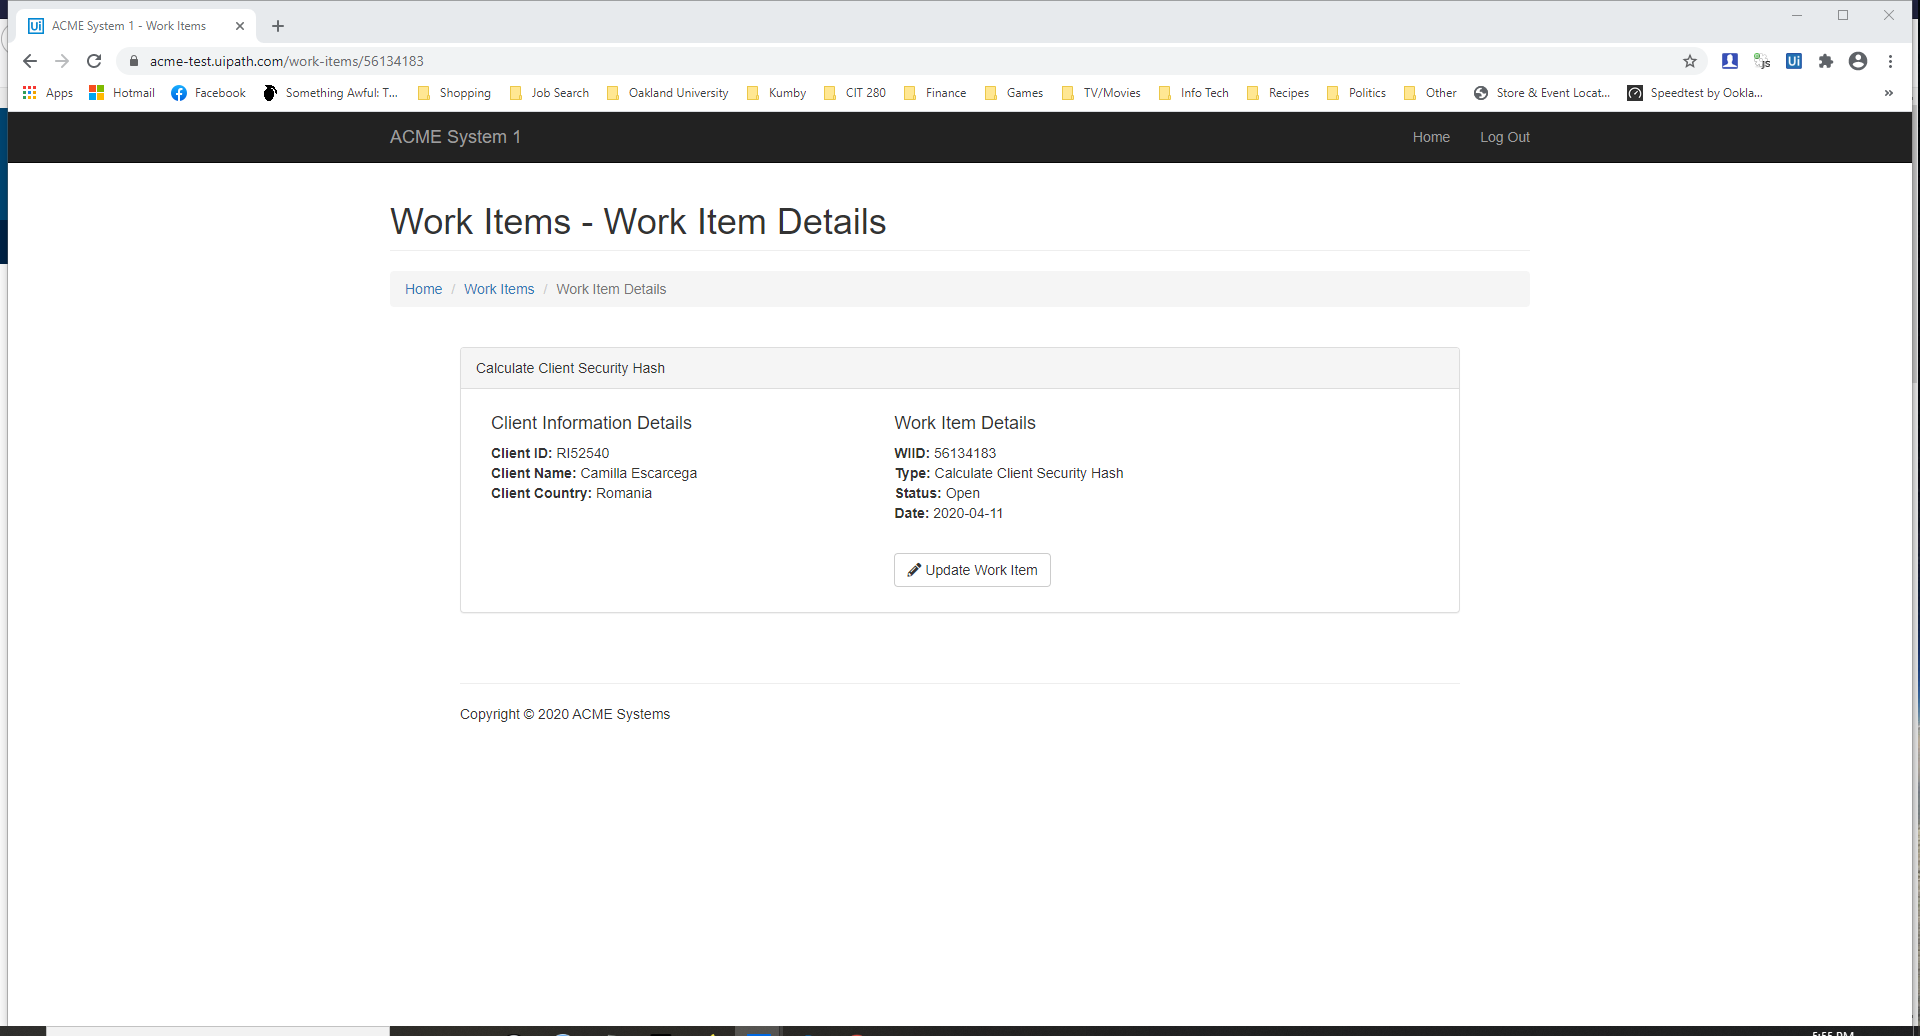 ACME System 1 - Work Items
acme-test.uipath.com/work-items/56134183
Apps Hotmail Facebook Something Awful: T... Shopping Job Search Oakland University Kumby CIT 280 Finance Games TV/Movies Info Tech Recipes Politics Other Store & Event Locat... Speedtest by Ookla... »
ACME System 1 Home Log Out
Work Items - Work Item Details
Home / Work Items / Work Item Details
Calculate Client Security Hash
Client Information Details
Client ID: RI52540
Client Name: Camilla Escarcega
Client Country: Romania
Work Item Details
WIID: 56134183
Type: Calculate Client Security Hash
Status: Open
Date: 2020-04-11
Update Work Item
Copyright © 2020 ACME Systems